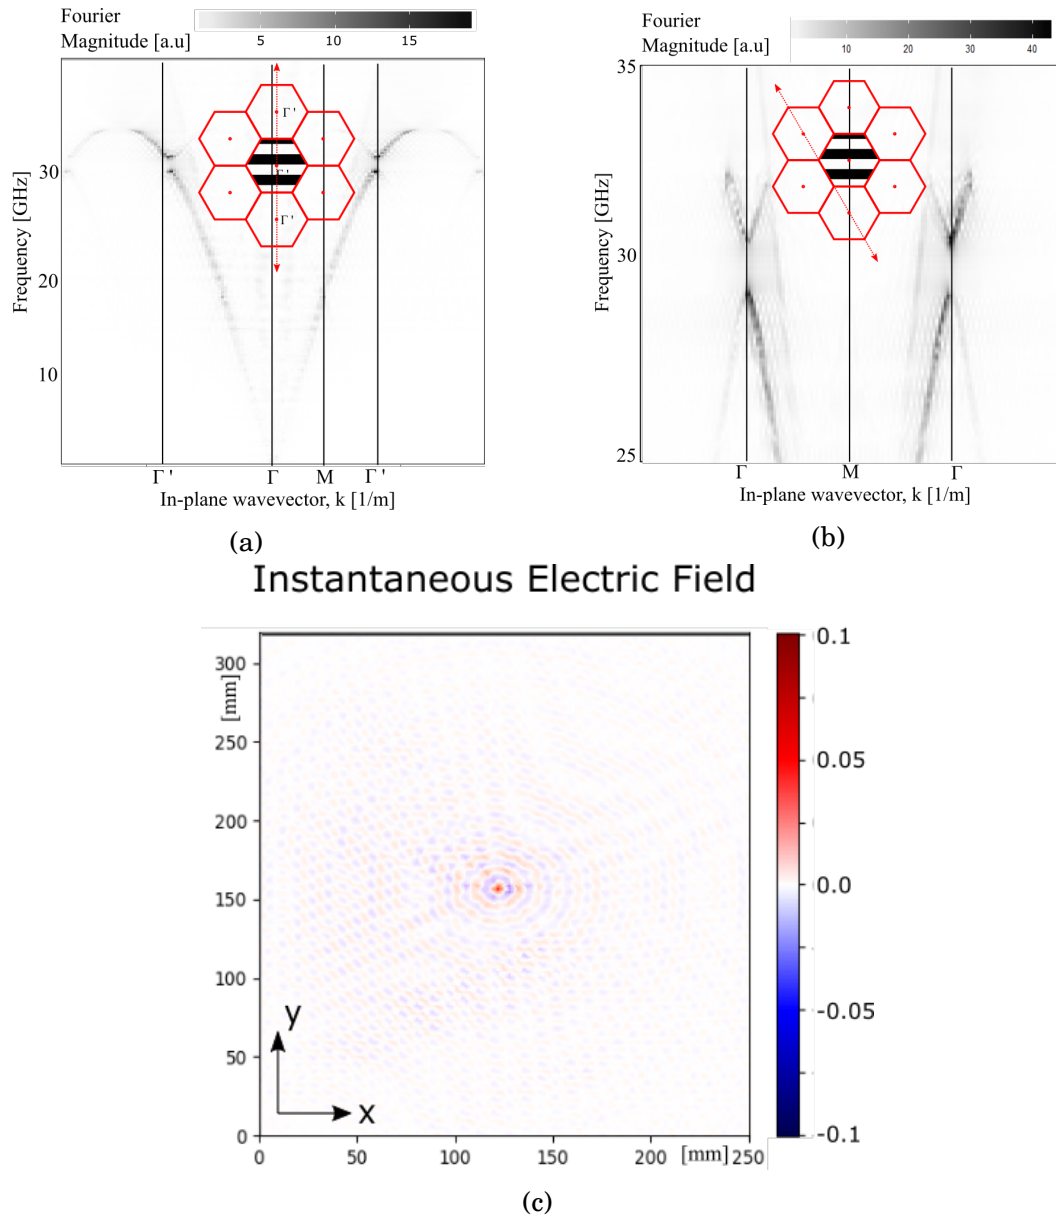 Fourier
Magnitude [a.u]
5 10 15
Frequency [GHz]
30
20
10
Γ '
Γ '
Γ '
Γ ' Γ M Γ '
In-plane wavevector, k [1/m]
(a)
Fourier
Magnitude [a.u]
10 20 30 40
Frequency [GHz]
35
30
25
Γ M Γ
In-plane wavevector, k [1/m]
(b)
Instantaneous Electric Field
[mm]
300
250
200
150
100
50
0
y
x
0 50 100 150 [mm] 250
0.1
0.05
0.0
-0.05
-0.1
(c)